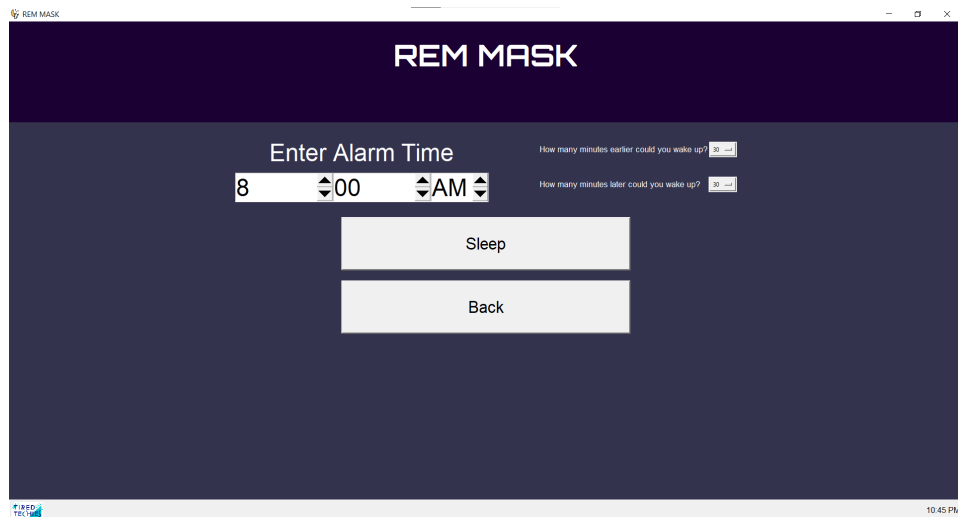 REM MASK
REM MASK
Enter Alarm Time
8 00 AM
How many minutes earlier could you wake up? 30
How many minutes later could you wake up? 30
Sleep
Back
TIRED
TECHIES
10:45 PM